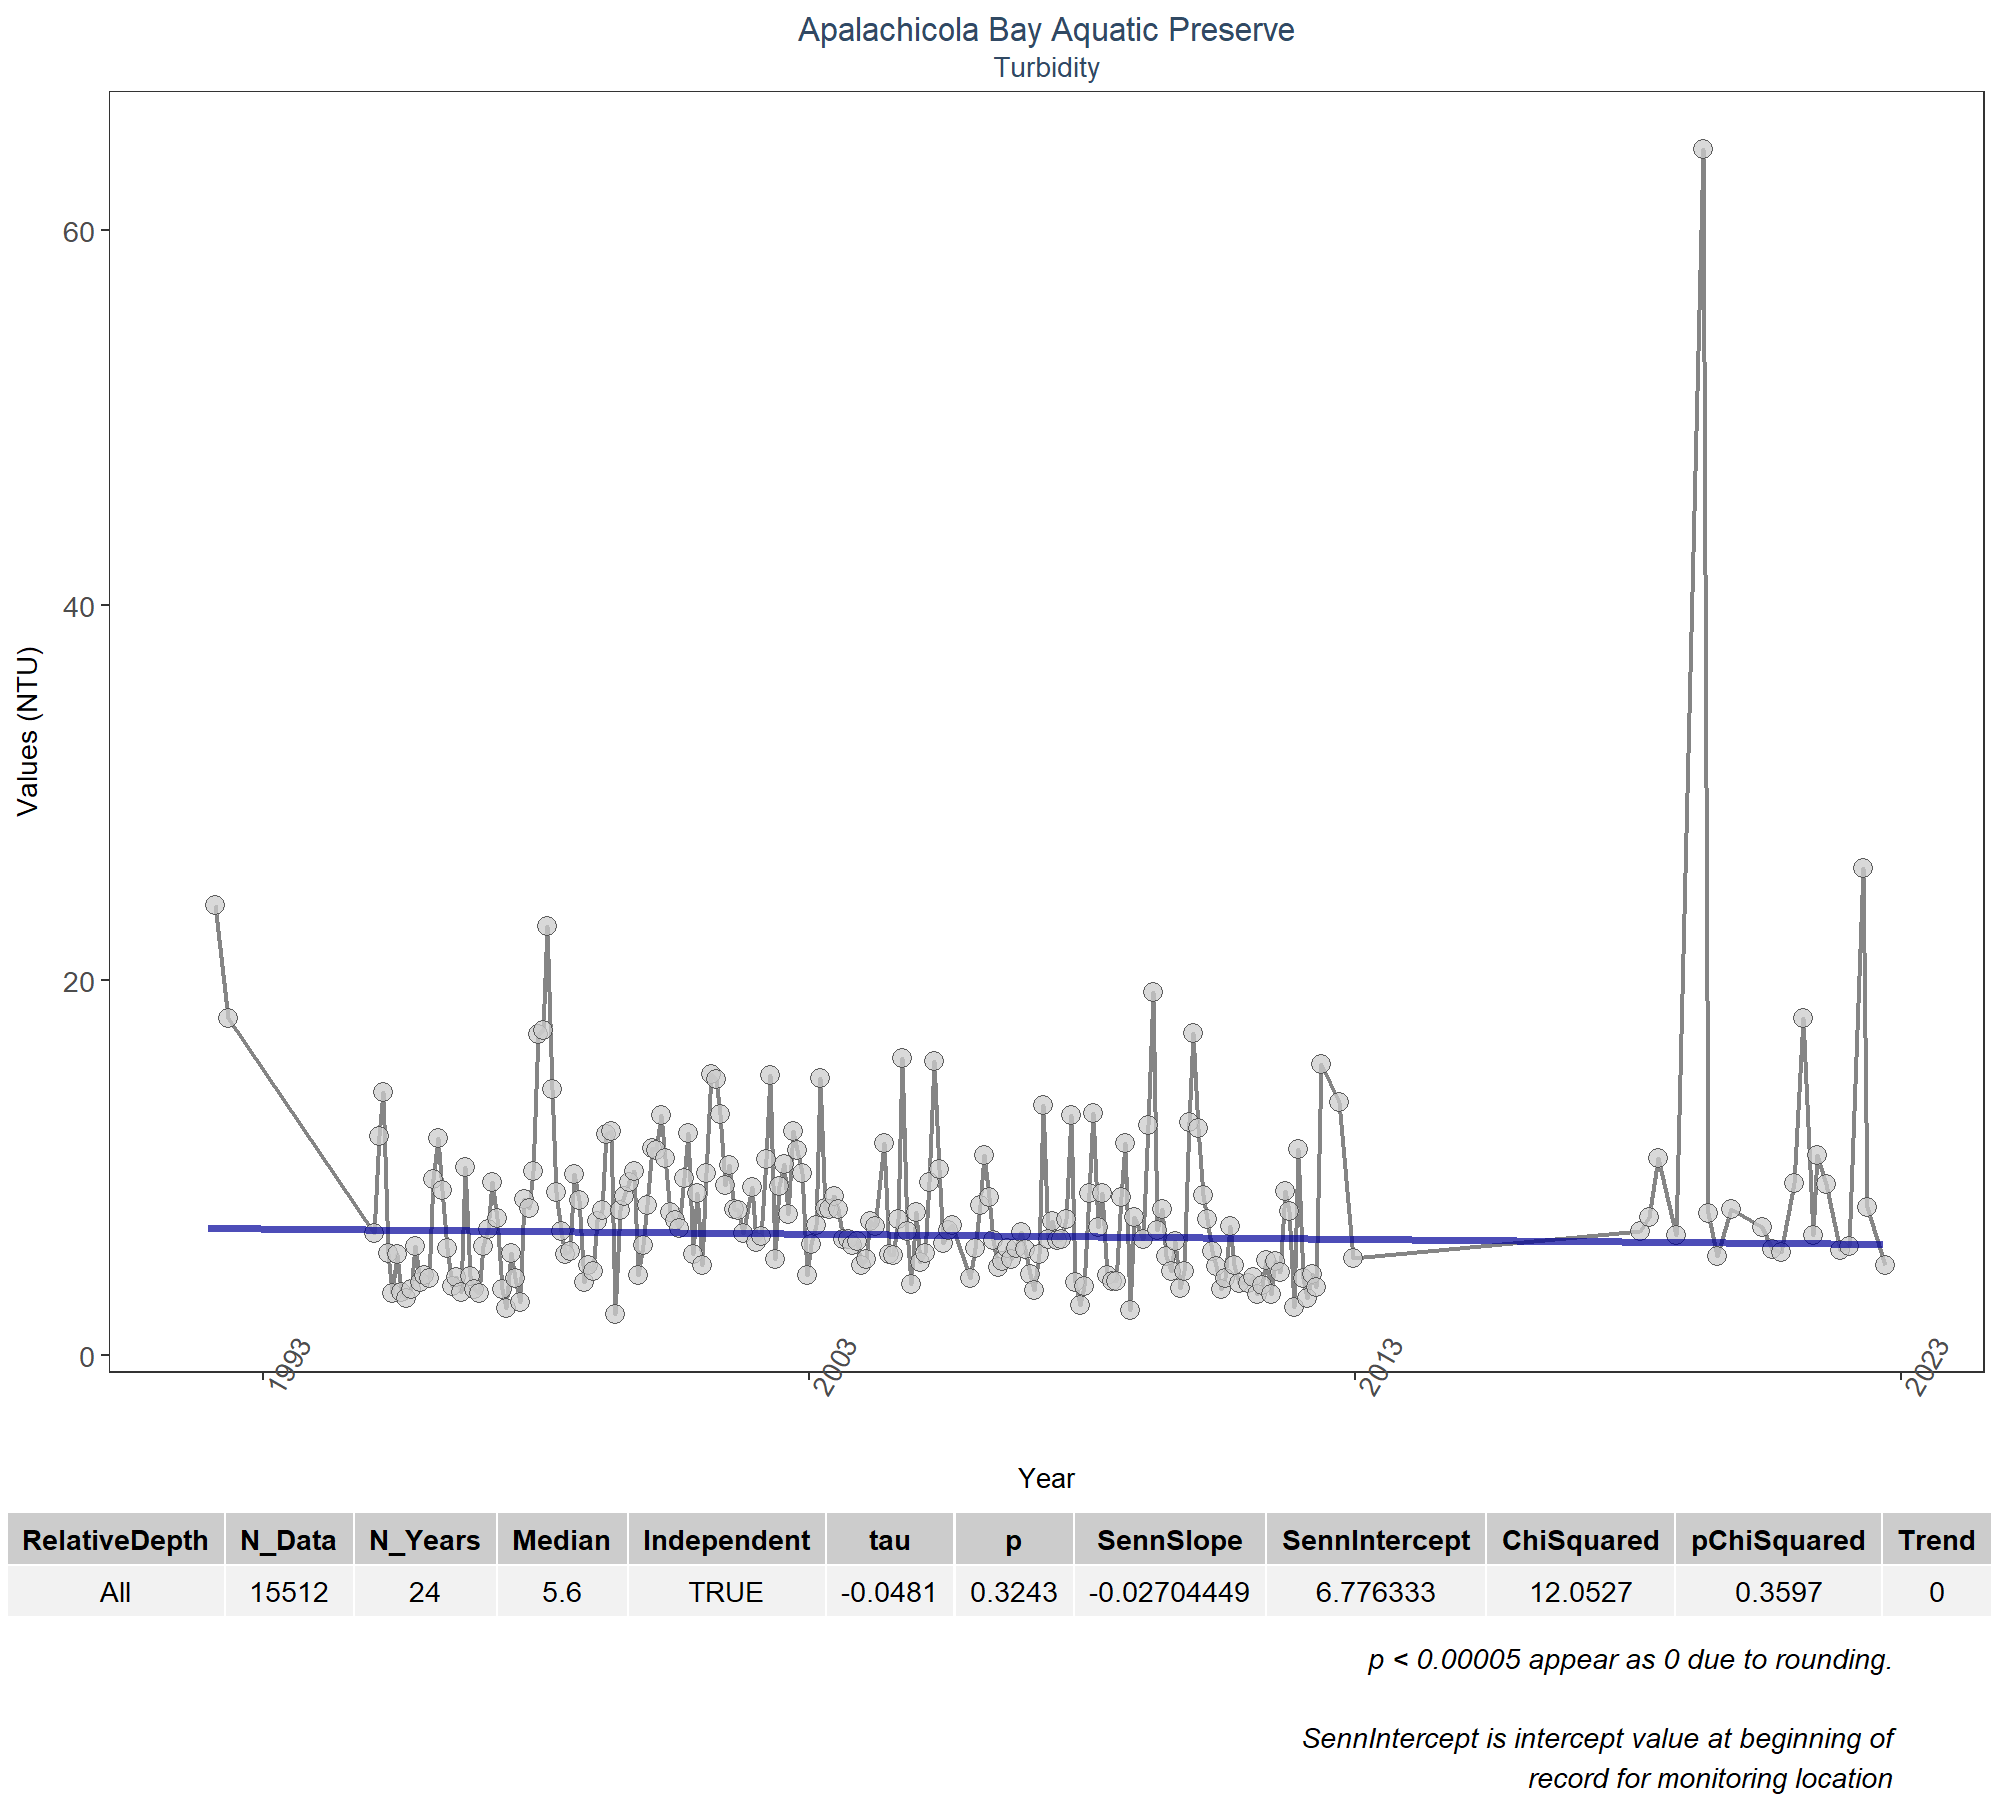 Apalachicola Bay Aquatic Preserve
Turbidity
60
40
20
0
Values (NTU)
1993
2003
2013
2023
Year
RelativeDepth N_Data N_Years Median Independent tau p SennSlope SennIntercept ChiSquared pChiSquared Trend
All 15512 24 5.6 TRUE -0.0481 0.3243 -0.02704449 6.776333 12.0527 0.3597 0
p < 0.00005 appear as 0 due to rounding.
SennIntercept is intercept value at beginning of
record for monitoring location